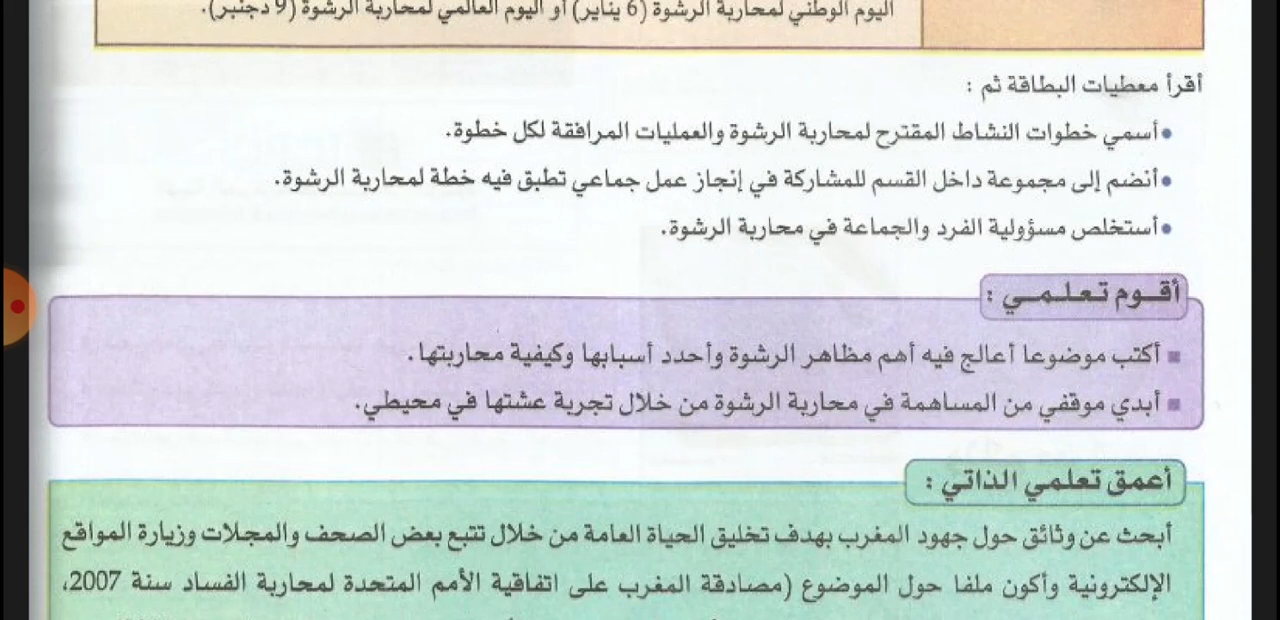 اليوم الوطني لمحاربة الرشوة (6 يناير) أو اليوم العالمي لمحاربة الرشوة (9 دجنبر).
أقرأ معطيات البطاقة ثم :
•أسمي خطوات النشاط المقترح لمحاربة الرشوة والعمليات المرافقة لكل خطوة.
•أنضم إلى مجموعة داخل القسم للمشاركة في إنجاز عمل جماعي تطبق فيه خطة لمحاربة الرشوة.
•أستخلص مسؤولية الفرد والجماعة في محاربة الرشوة.
أقـوم تـعـلـمـي :
■ أكتب موضوعا أعالج فيه أهم مظاهر الرشوة وأحدد أسبابها وكيفية محاربتها.
■ أبدي موقفي من المساهمة في محاربة الرشوة من خلال تجربة عشتها في محيطي.
أعمق تعلمي الذاتي :
أبحث عن وثائق حول جهود المغرب بهدف تخليق الحياة العامة من خلال تتبع بعض الصحف والمجلات وزيارة المواقع
الإلكترونية وأكون ملفا حول الموضوع (مصادقة المغرب على اتفاقية الأمم المتحدة لمحاربة الفساد سنة 2007،